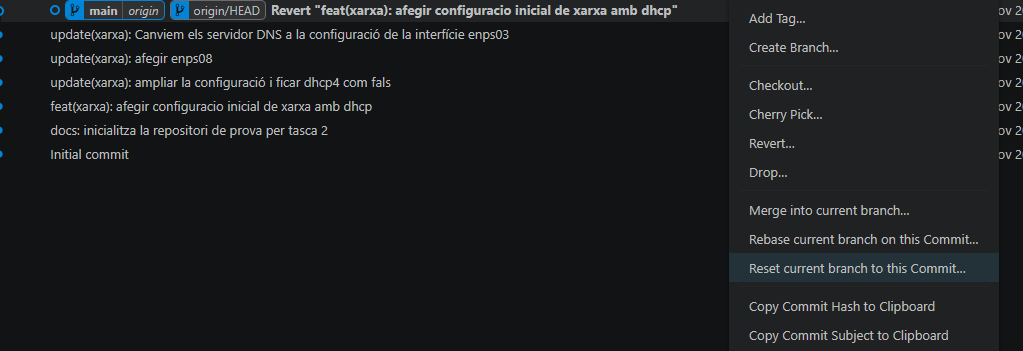 main origin origin/HEAD Revert "feat(xarxa): afegir configuracio inicial de xarxa amb dhcp"
update(xarxa): Canviem els servidor DNS a la configuració de la interfície enps03
update(xarxa): afegir enps08
update(xarxa): ampliar la configuració i ficar dhcp4 com fals
feat(xarxa): afegir configuracio inicial de xarxa amb dhcp
docs: inicialitza la repositori de prova per tasca 2
Initial commit
Add Tag...
Create Branch...
Checkout...
Cherry Pick...
Revert...
Drop...
Merge into current branch...
Rebase current branch on this Commit...
Reset current branch to this Commit...
Copy Commit Hash to Clipboard
Copy Commit Subject to Clipboard